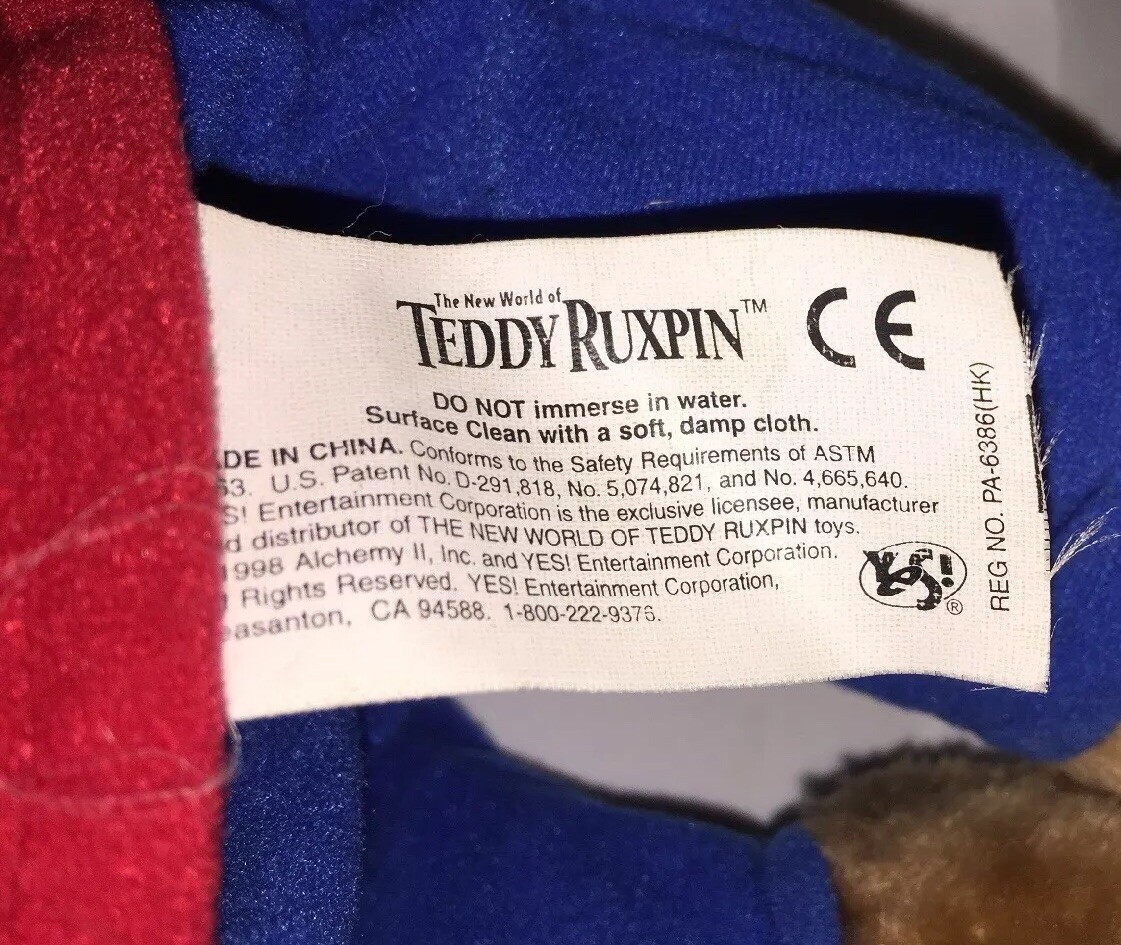 The New World of
TEDDY RUXPIN™ CE
DO NOT immerse in water.
Surface Clean with a soft, damp cloth.
DE IN CHINA. Conforms to the Safety Requirements of ASTM
63. U.S. Patent No. D-291,818, No. 5,074,821, and No. 4,665,640.
S! Entertainment Corporation is the exclusive licensee, manufacturer
d distributor of THE NEW WORLD OF TEDDY RUXPIN toys.
1998 Alchemy II, Inc. and YES! Entertainment Corporation.
Rights Reserved. YES! Entertainment Corporation,
easanton, CA 94588. 1-800-222-9376.
YES!®
REG NO. PA-6386(HK)